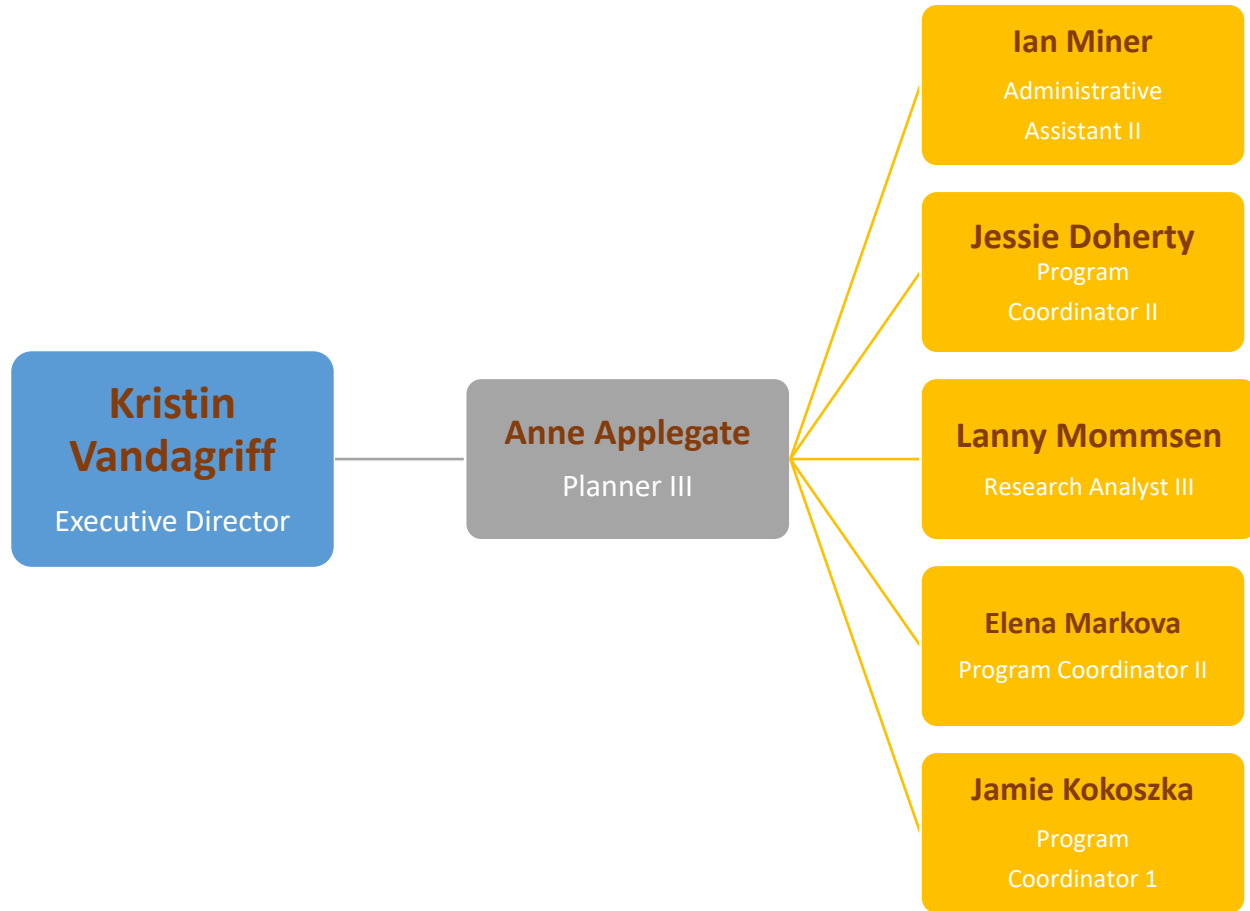 Kristin
Vandagriff
Executive Director
Anne Applegate
Planner III
Ian Miner
Administrative
Assistant II
Jessie Doherty
Program
Coordinator II
Lanny Mommsen
Research Analyst III
Elena Markova
Program Coordinator II
Jamie Kokoszka
Program
Coordinator 1